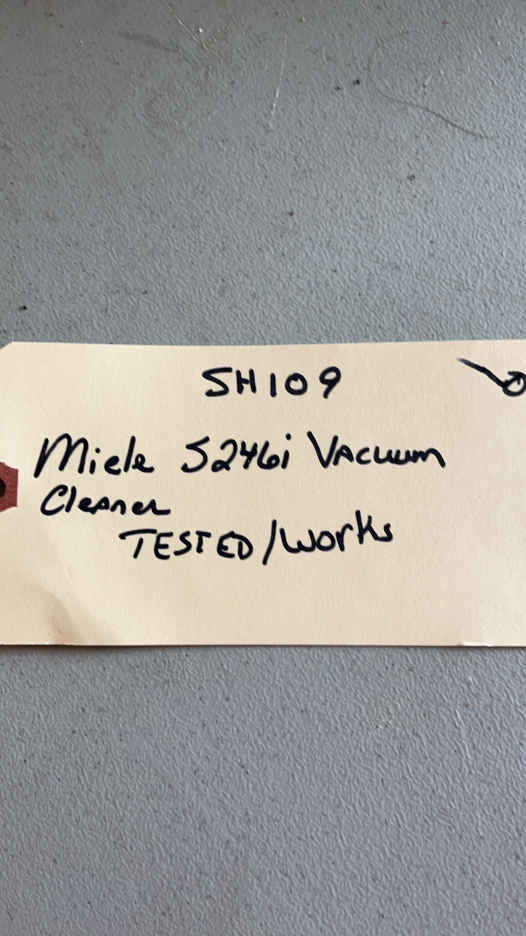 SH109
Miele S246i Vacuum
Cleaner
TESTED/Works